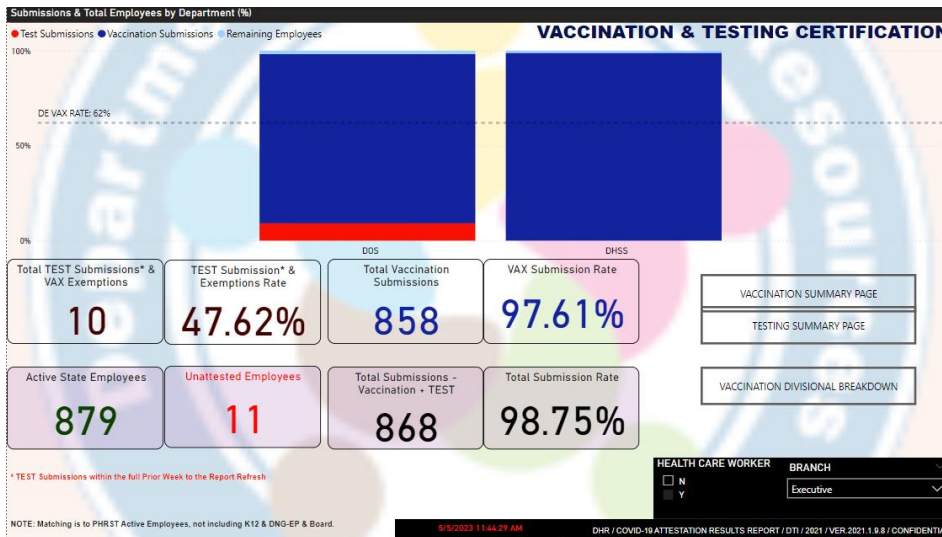 Submissions & Total Employees by Department (%)
Test Submissions Vaccination Submissions Remaining Employees
VACCINATION & TESTING CERTIFICATION
100%
DE VAX RATE: 62%
50%
0%
DOS
DHSS
Total TEST Submissions* &
VAX Exemptions
10
TEST Submission* &
Exemptions Rate
47.62%
Total Vaccination
Submissions
858
VAX Submission Rate
97.61%
VACCINATION SUMMARY PAGE
TESTING SUMMARY PAGE
Active State Employees
879
Unattested Employees
11
Total Submissions -
Vaccination + TEST
868
Total Submission Rate
98.75%
VACCINATION DIVISIONAL BREAKDOWN
* TEST Submissions within the full Prior Week to the Report Refresh
HEALTH CARE WORKER
N
Y
BRANCH
Executive
NOTE: Matching is to PHRST Active Employees, not including K12 & DNG-EP & Board.
5/5/2023 11:44:29 AM
DHR / COVID-19 ATTESTATION RESULTS REPORT / DTI / 2021 / VER.2021.1.9.8 / CONFIDENTIA